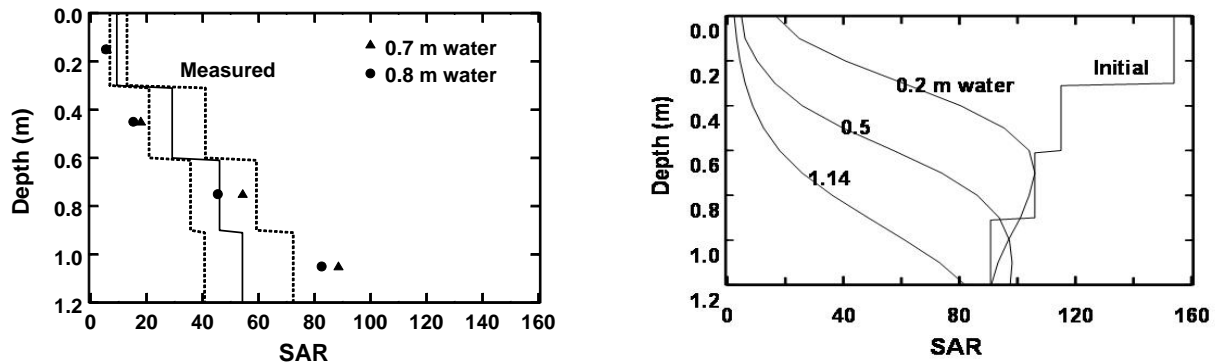 0.0
0.2
0.4
0.6
0.8
1.0
1.2
Depth (m)
Measured
▲ 0.7 m water
● 0.8 m water
0 20 40 60 80 100 120 140 160
SAR
0.0
0.2
0.4
0.6
0.8
1.0
1.2
Depth (m)
Initial
0.2 m water
0.5
1.14
0 40 80 120 160
SAR